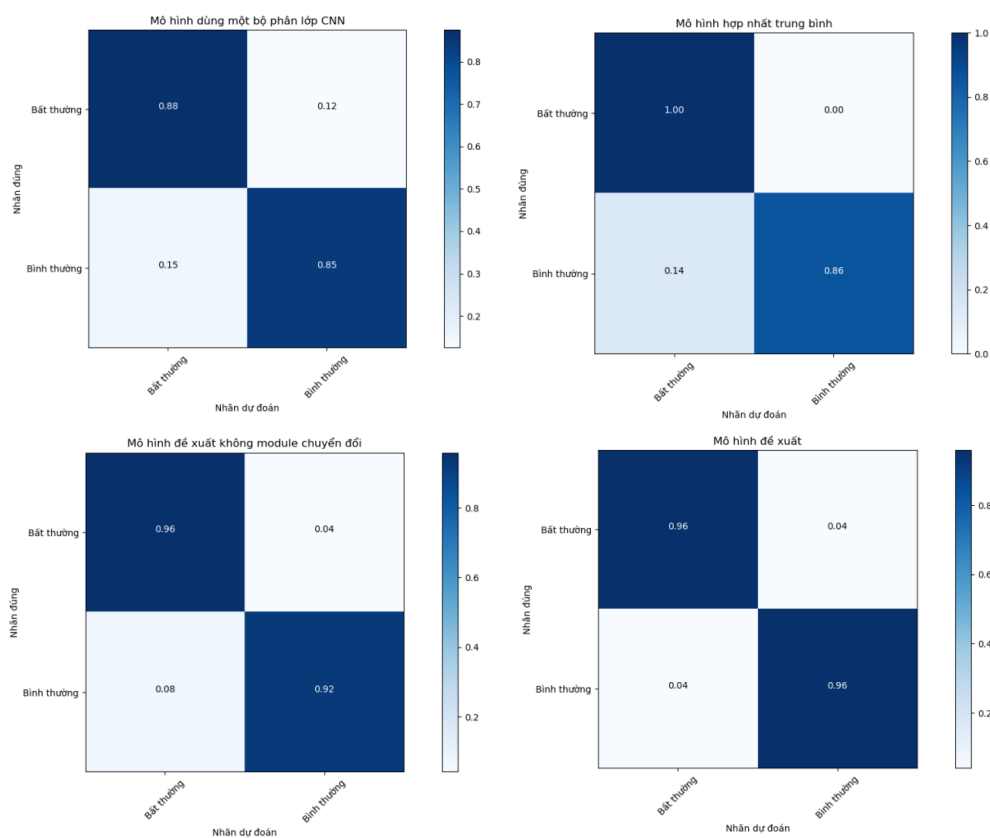 Mô hình dùng một bộ phân lớp CNN
Bất thường
0.88
0.12
Bình thường
0.15
0.85
Nhãn đúng
Bất thường
Bình thường
Nhãn dự đoán
0.8
0.7
0.6
0.5
0.4
0.3
0.2
Mô hình hợp nhất trung bình
Bất thường
1.00
0.00
Bình thường
0.14
0.86
Nhãn đúng
Bất thường
Bình thường
Nhãn dự đoán
1.0
0.8
0.6
0.4
0.2
0.0
Mô hình đề xuất không module chuyển đổi
Bất thường
0.96
0.04
Bình thường
0.08
0.92
Nhãn đúng
Bất thường
Bình thường
Nhãn dự đoán
0.8
0.6
0.4
0.2
Mô hình đề xuất
Bất thường
0.96
0.04
Bình thường
0.04
0.96
Nhãn đúng
Bất thường
Bình thường
Nhãn dự đoán
0.8
0.6
0.4
0.2